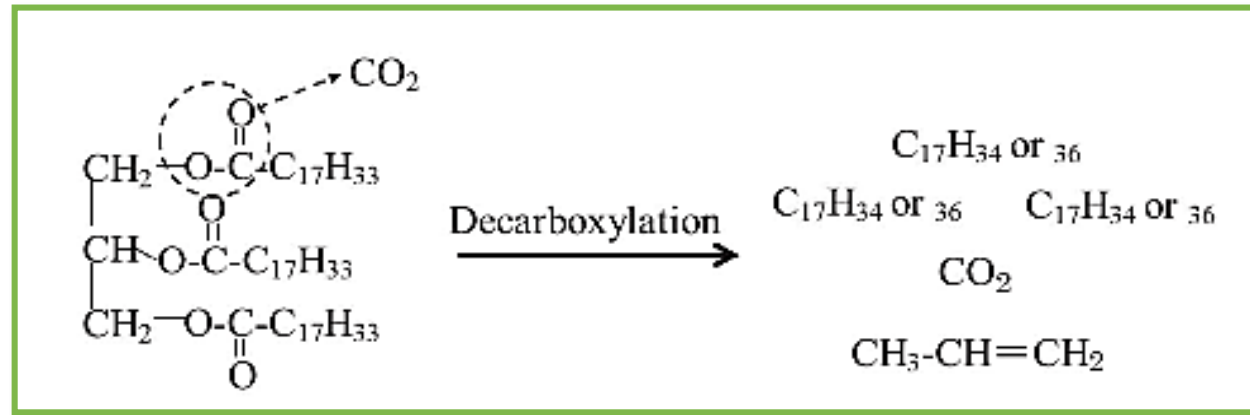 CO₂
O
CH₂—O-C-C₁₇H₃₃
O
CH-O-C-C₁₇H₃₃
CH₂—O-C-C₁₇H₃₃
O
Decarboxylation
C₁₇H₃₄ or ₃₆
C₁₇H₃₄ or ₃₆ C₁₇H₃₄ or ₃₆
CO₂
CH₃-CH=CH₂